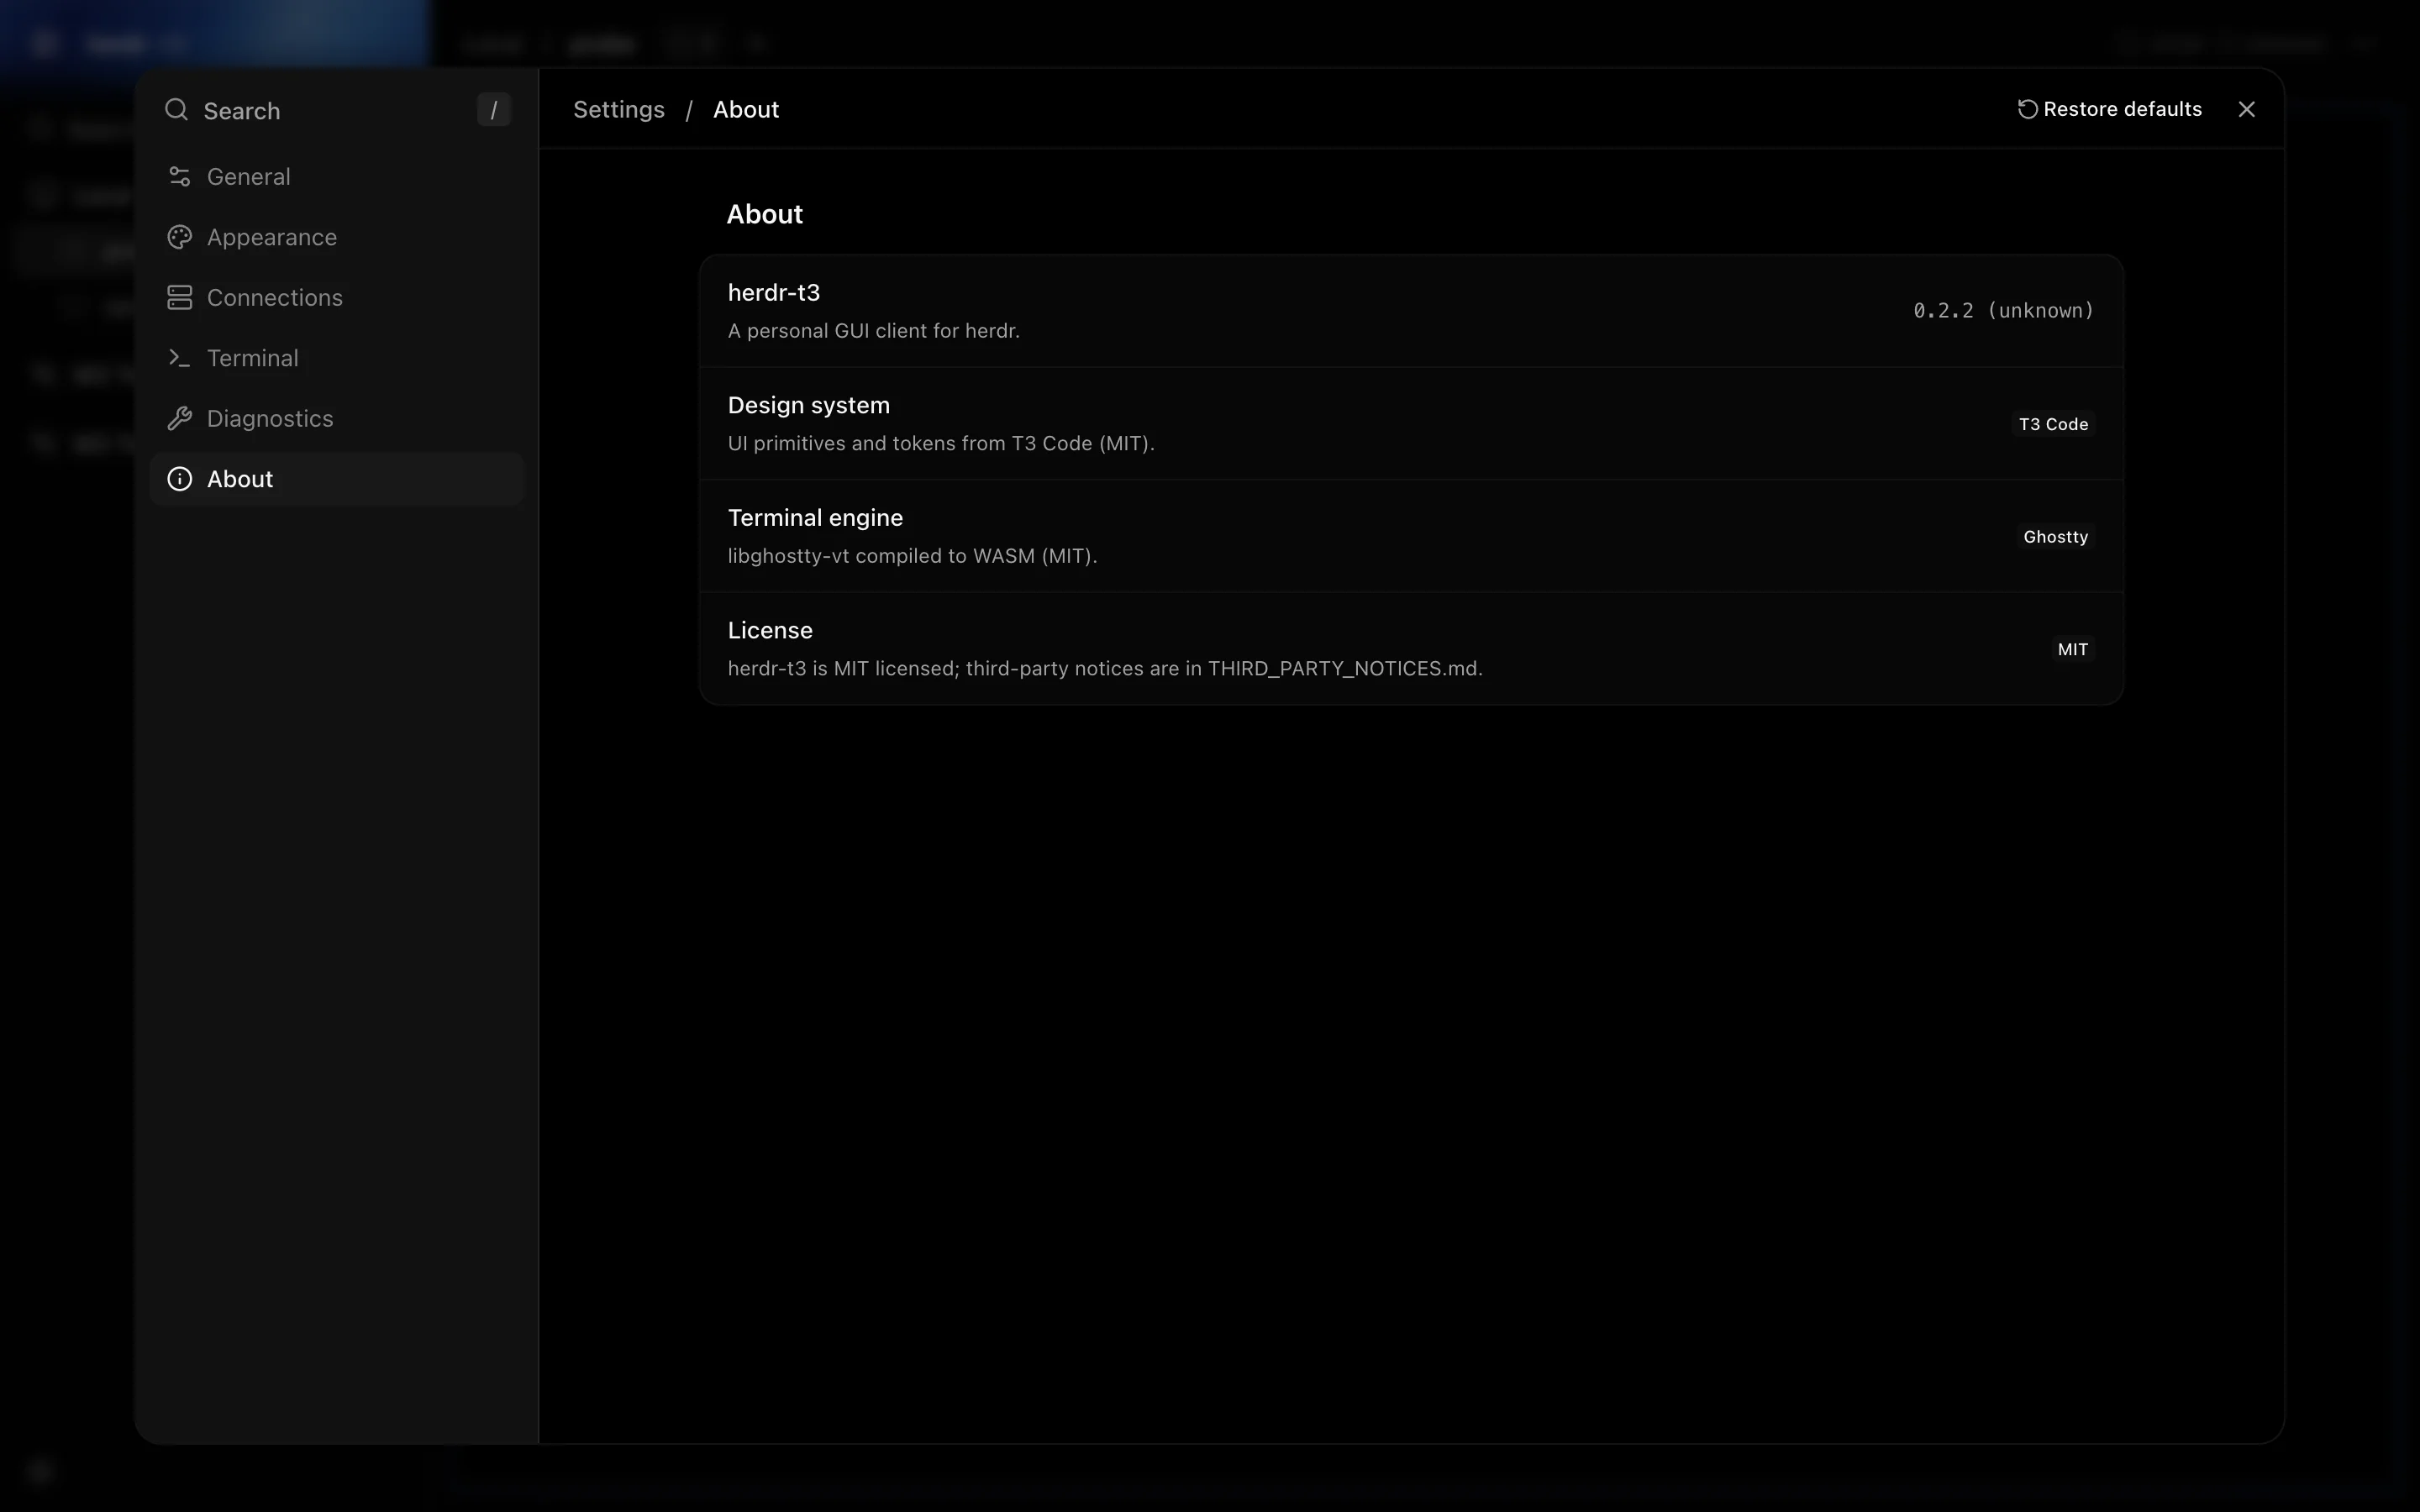 Search
/
General
Appearance
Connections
Terminal
Diagnostics
About
Settings / About
Restore defaults
About
herdr-t3
A personal GUI client for herdr.
0.2.2 (unknown)
Design system
UI primitives and tokens from T3 Code (MIT).
T3 Code
Terminal engine
libghostty-vt compiled to WASM (MIT).
Ghostty
License
herdr-t3 is MIT licensed; third-party notices are in THIRD_PARTY_NOTICES.md.
MIT